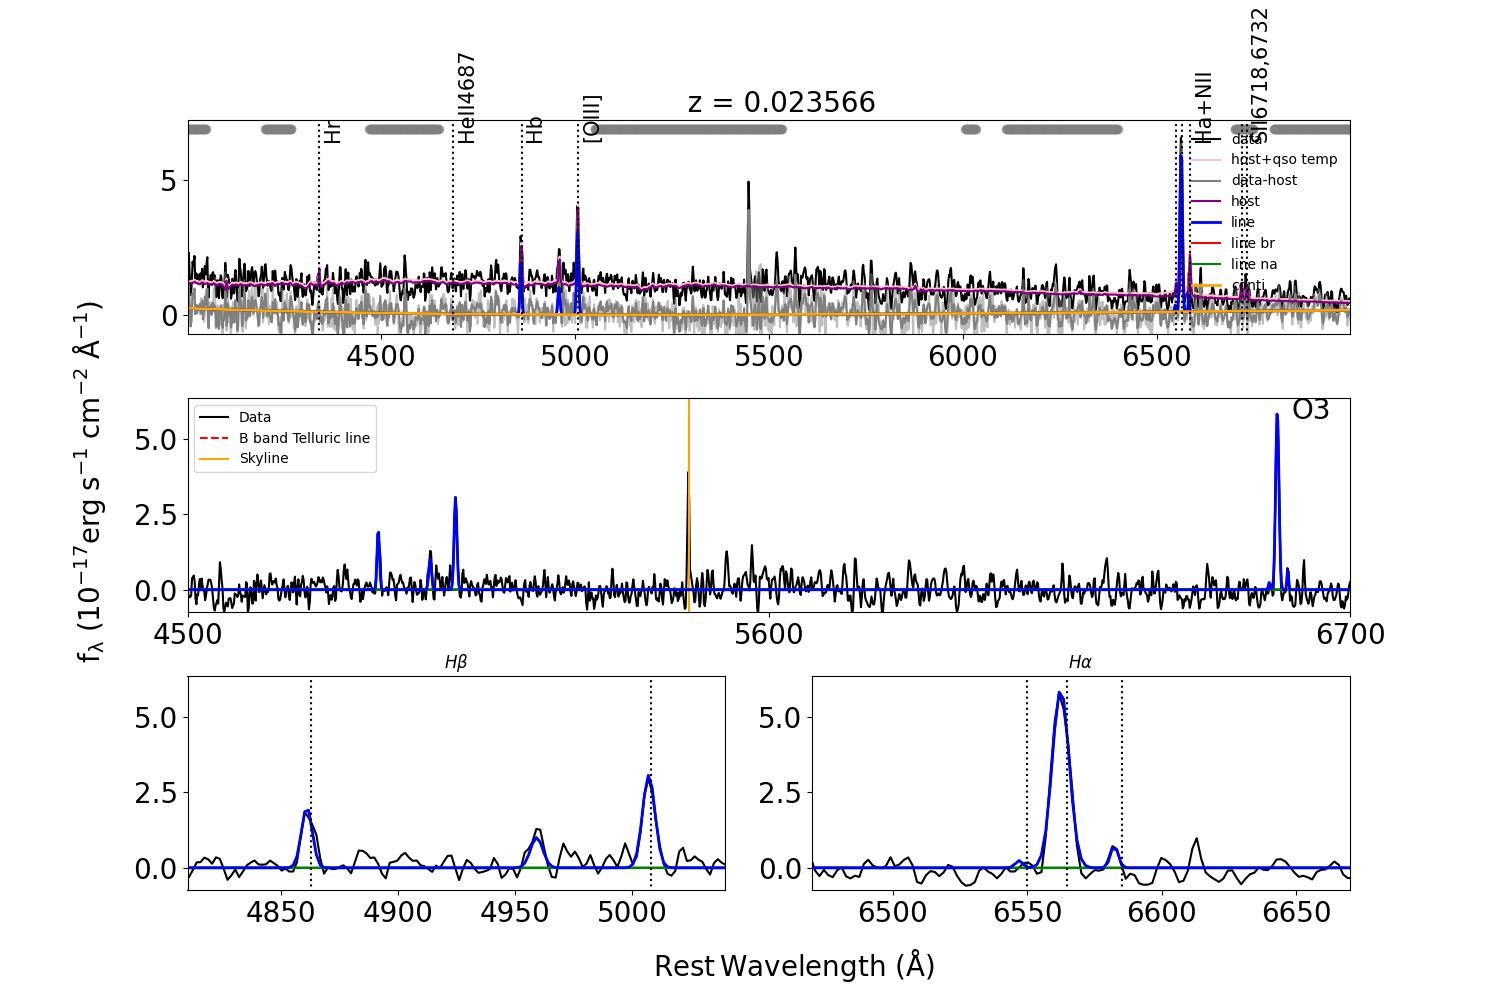 z = 0.023566
Hr
HeII4687
Hb
[OIII]
Ha+NII
SII6718,6732
data
host+qso temp
data-host
host
line
line br
line na
conti
5
0
4500 5000 5500 6000 6500
Data
B band Telluric line
Skyline
O3
5.0
2.5
0.0
4500 5600 6700
fλ (10⁻¹⁷erg s⁻¹ cm⁻² Å⁻¹)
Hβ
5.0
2.5
0.0
4850 4900 4950 5000
Hα
5.0
2.5
0.0
6500 6550 6600 6650
Rest Wavelength (Å)